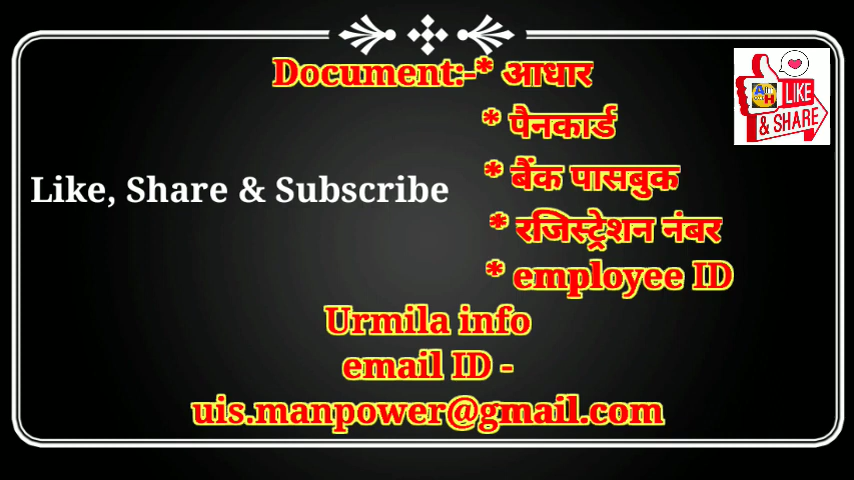 Document:-* आधार
* पैनकार्ड
Like, Share & Subscribe
* बैंक पासबुक
* रजिस्ट्रेशन नंबर
* employee ID
Urmila info
email ID -
uis.manpower@gmail.com
LIKE
& SHARE